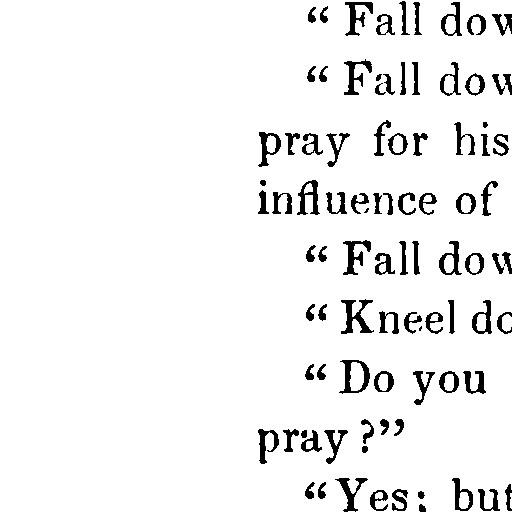 “ Fall dow
“ Fall dow
pray for his
influence of
“ Fall dow
“ Kneel do
“ Do you
pray ?”
“ Yes; but